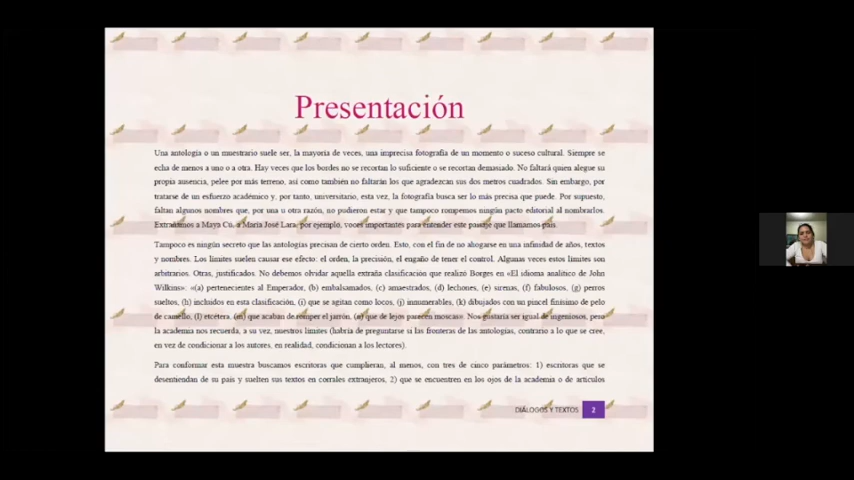 Presentación
Una antología o un muestrario suele ser, la mayoría de veces, una imprecisa fotografía de un momento o suceso cultural. Siempre se
echa de menos a uno o a otra. Hay veces que los bordes no se recortan lo suficiente o se recortan demasiado. No faltará quien alegue su
propia ausencia, pelee por más terreno, así como también no faltarán los que agradezcan sus dos metros cuadrados. Sin embargo, por
tratarse de un esfuerzo académico y, por tanto, universitario, esta vez, la fotografía busca ser lo más precisa que puede. Por supuesto,
faltan algunos nombres que, por una u otra razón, no pudieron estar y que tampoco rompemos ningún pacto editorial al nombrarlos.
Extrañamos a Maya Cu, a María José Lara, por ejemplo, voces importantes para entender este pasaje que llamamos país.
Tampoco es ningún secreto que las antologías precisan de cierto orden. Esto, con el fin de no ahogarse en una infinidad de años, textos
y nombres. Los límites suelen causar ese efecto: el orden, la precisión, el engaño de tener el control. Algunas veces estos límites son
arbitrarios. Otras, justificados. No debemos olvidar aquella extraña clasificación que realizó Borges en «El idioma analítico de John
Wilkins»: «(a) pertenecientes al Emperador, (b) embalsamados, (c) amaestrados, (d) lechones, (e) sirenas, (f) fabulosos, (g) perros
sueltos, (h) incluidos en esta clasificación, (i) que se agitan como locos, (j) innumerables, (k) dibujados con un pincel finísimo de pelo
de camello, (l) etcétera, (m) que acaban de romper el jarrón, (n) que de lejos parecen moscas». Nos gustaría ser igual de ingeniosos, pero
la academia nos recuerda, a su vez, nuestros límites (habría de preguntarse si las fronteras de las antologías, contrario a lo que se cree,
en vez de condicionar a los autores, en realidad, condicionan a los lectores).
Para conformar esta muestra buscamos escritoras que cumplieran, al menos, con tres de cinco parámetros: 1) escritoras que se
desentiendan de su país y suelten sus textos en corrales extranjeros, 2) que se encuentren en los ojos de la academia o de artículos
DIÁLOGOS Y TEXTOS 2